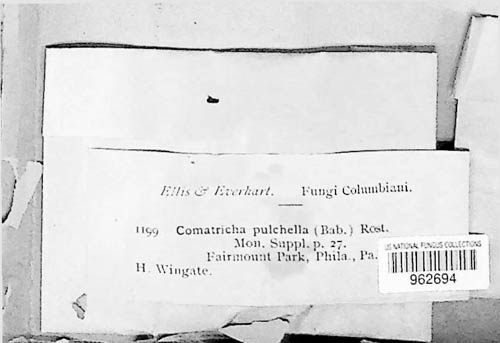 Ellis & Everhart. Fungi Columbiani.
1199 Comatricha pulchella (Bab.) Rost.
Mon. Suppl. p. 27.
Fairmount Park, Phila., Pa.
H. Wingate.
US NATIONAL FUNGUS COLLECTIONS
962694